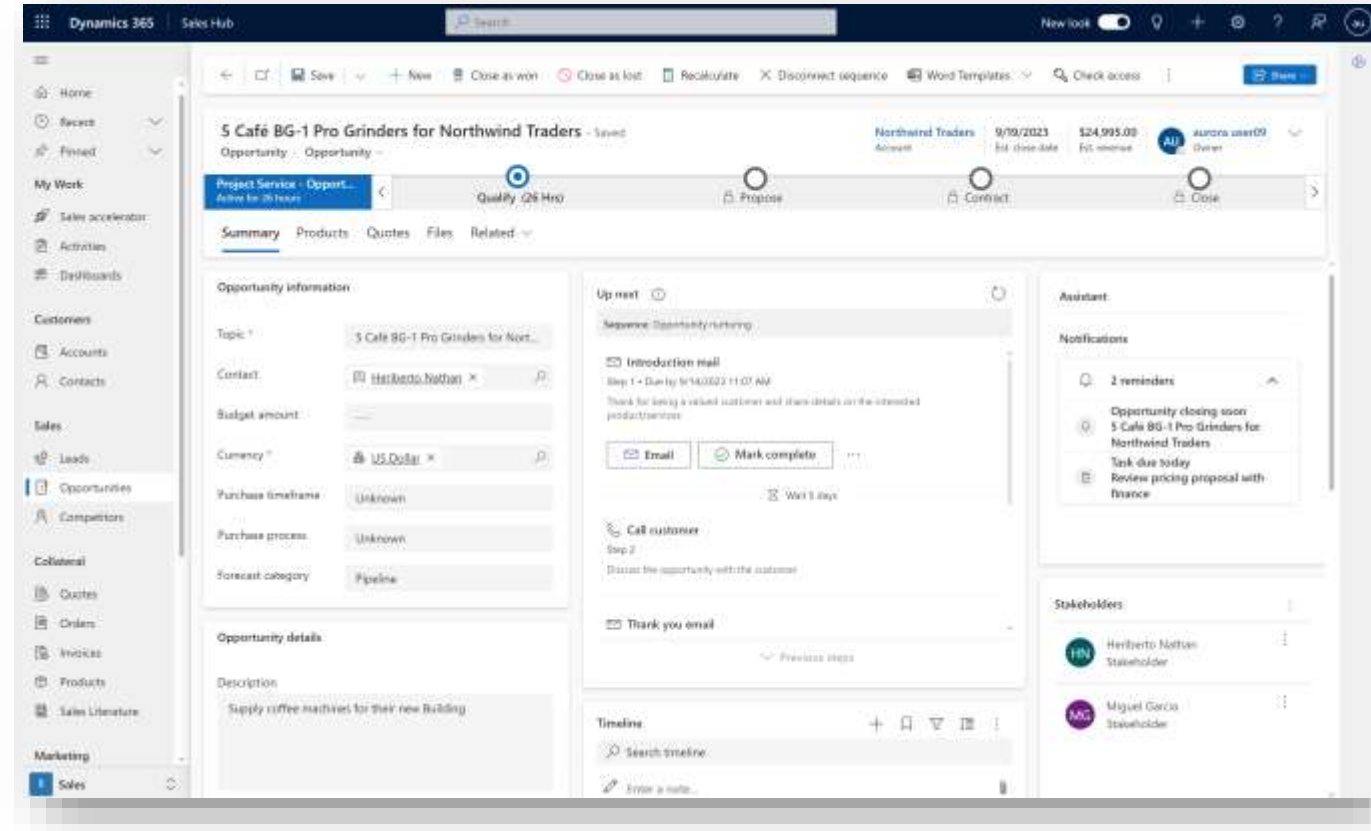 Dynamics 365
Sales Hub
Search
New look
Home
Recent
Pinned
My Work
Sales accelerator
Activities
Dashboards
Customers
Accounts
Contacts
Sales
Leads
Opportunities
Competitors
Collateral
Quotes
Orders
Invoices
Products
Sales Literature
Marketing
Sales
Save
New
Close as won
Close as lost
Recalculate
Disconnect sequence
Word Templates
Check access
Share
5 Café BG-1 Pro Grinders for Northwind Traders - Saved
Opportunity · Opportunity
Northwind Traders
Account
9/19/2023
Est. close date
$24,995.00
Est. revenue
AU
aurora user09
Owner
Project Service - Opport...
Active for 26 hours
Qualify (26 Hrs)
Propose
Contract
Close
Summary Products Quotes Files Related
Opportunity information
Topic *
5 Café BG-1 Pro Grinders for Nort...
Contact
Heriberto Nathan ×
Budget amount
Currency *
US Dollar ×
Purchase timeframe
Unknown
Purchase process
Unknown
Forecast category
Pipeline
Opportunity details
Description
Supply coffee machines for their new Building
Up next
Sequence: Opportunity nurturing
Introduction mail
Step 1 • Due by 9/14/2023 11:07 AM
Thank for being a valued customer and share details on the interested
product/services
Email
Mark complete
Wait 5 days
Call customer
Step 2
Discuss the opportunity with the customer
Thank you email
Previous steps
Timeline
Search timeline
Enter a note...
Assistant
Notifications
2 reminders
Opportunity closing soon
5 Café BG-1 Pro Grinders for
Northwind Traders
Task due today
Review pricing proposal with
finance
Stakeholders
HN
Heriberto Nathan
Stakeholder
MG
Miguel Garcia
Stakeholder